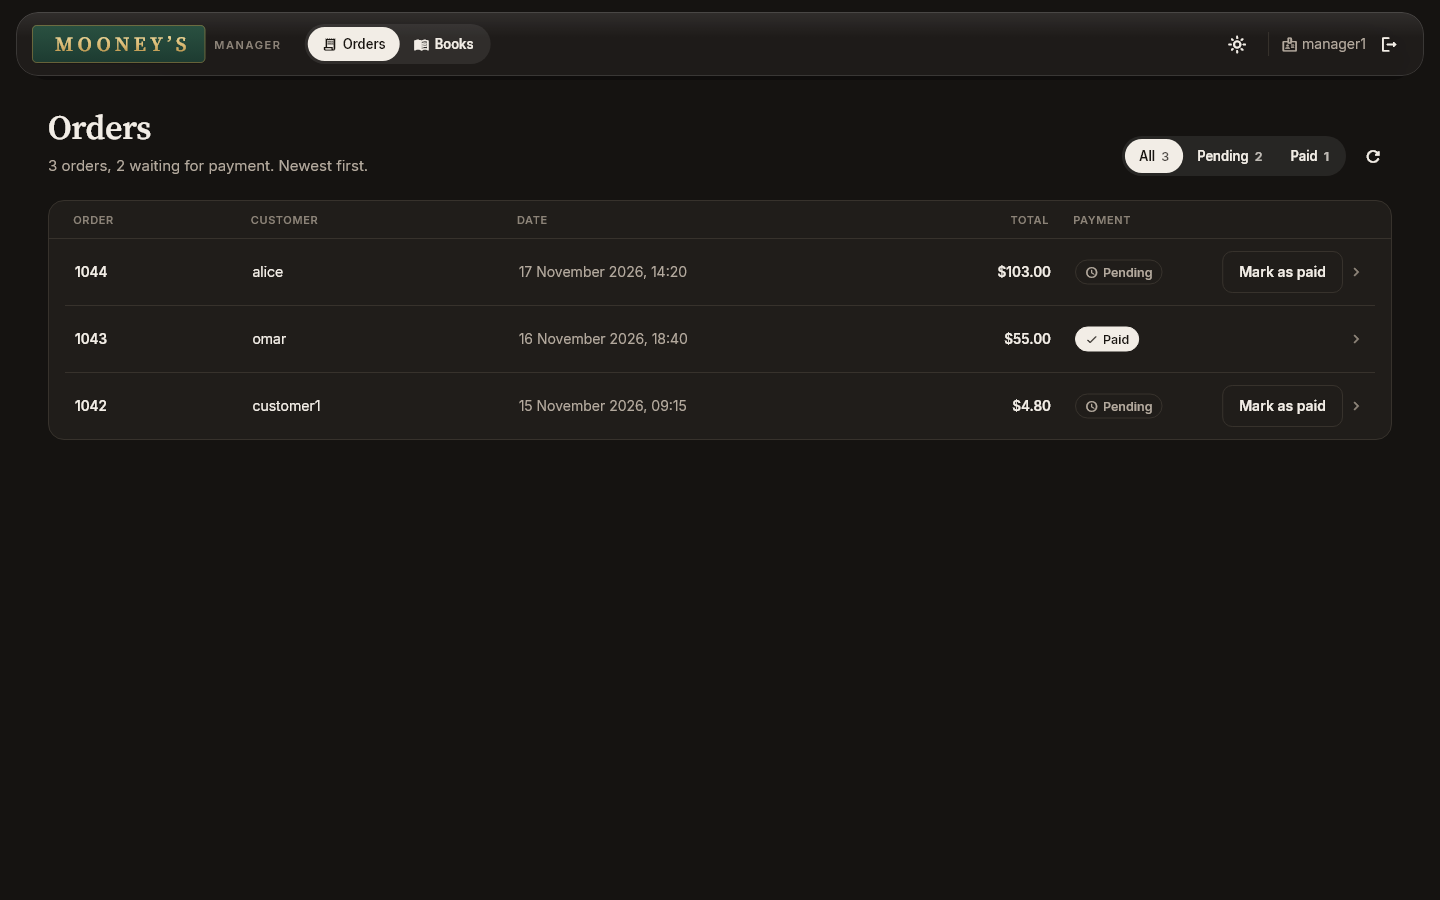 MOONEY’S MANAGER Orders Books manager1
Orders
3 orders, 2 waiting for payment. Newest first.
All 3 Pending 2 Paid 1
ORDER CUSTOMER DATE TOTAL PAYMENT
1044 alice 17 November 2026, 14:20 $103.00 Pending Mark as paid
1043 omar 16 November 2026, 18:40 $55.00 Paid
1042 customer1 15 November 2026, 09:15 $4.80 Pending Mark as paid